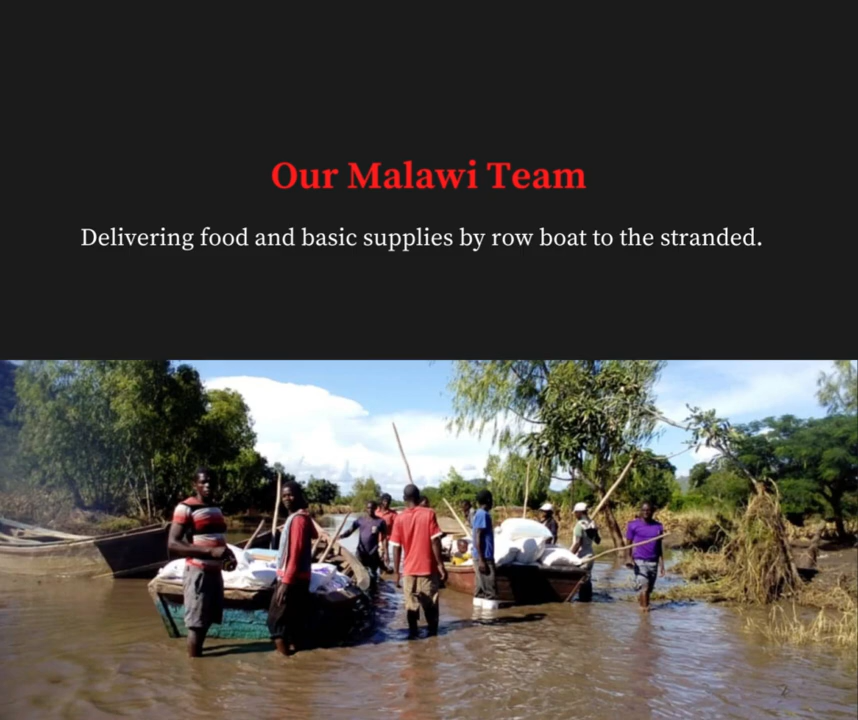 Our Malawi Team
Delivering food and basic supplies by row boat to the stranded.